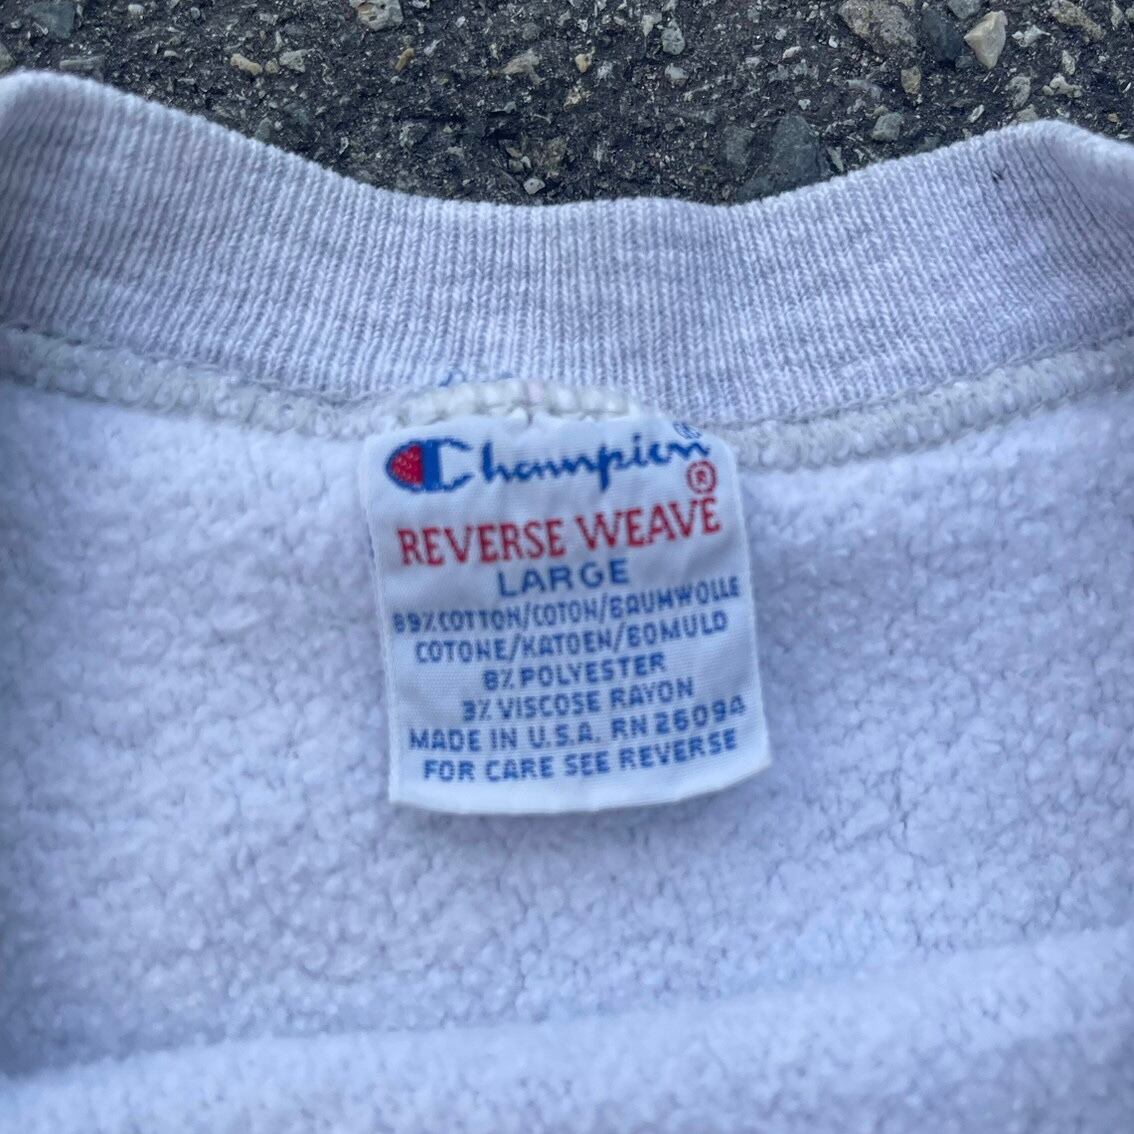 Champion®
REVERSE WEAVE®
LARGE
89% COTTON/COTON/BAUMWOLLE
COTONE/KATOEN/BOMULD
8% POLYESTER
3% VISCOSE RAYON
MADE IN U.S.A. RN 26094
FOR CARE SEE REVERSE